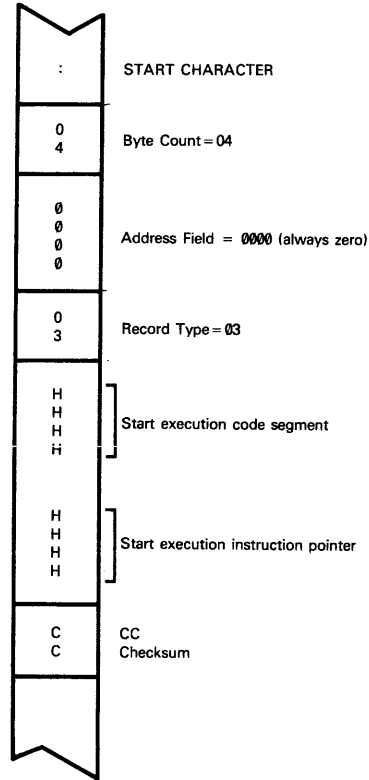 : START CHARACTER
0
4
Byte Count = 04
0
0
0
0
Address Field = 0000 (always zero)
0
3
Record Type = 03
H
H
H
H
Start execution code segment
H
H
H
H
Start execution instruction pointer
C CC
C Checksum